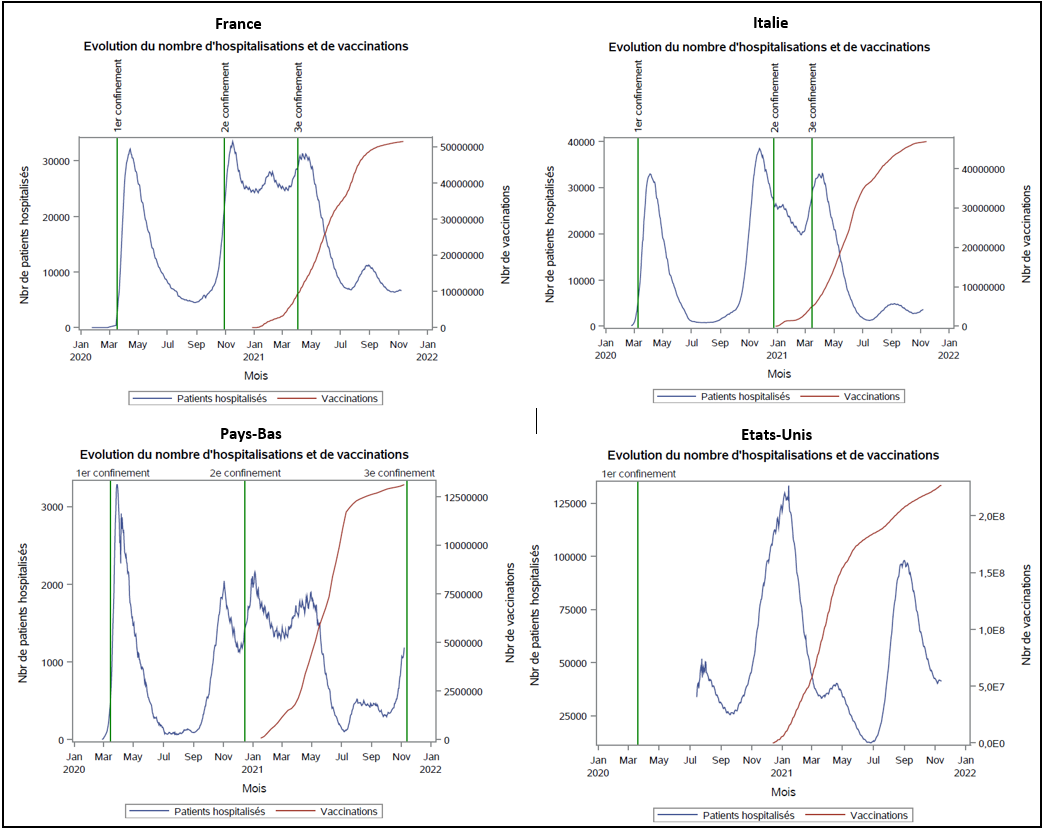 France
Evolution du nombre d'hospitalisations et de vaccinations
1er confinement
2e confinement
3e confinement
Nbr de patients hospitalisés
30000
20000
10000
0
Nbr de vaccinations
50000000
40000000
30000000
20000000
10000000
0
Jan Mar May Jul Sep Nov Jan Mar May Jul Sep Nov Jan
2020 2021 2022
Mois
Patients hospitalisés Vaccinations
Italie
Evolution du nombre d'hospitalisations et de vaccinations
1er confinement
2e confinement
3e confinement
Nbr de patients hospitalisés
40000
30000
20000
10000
0
Nbr de vaccinations
40000000
30000000
20000000
10000000
0
Jan Mar May Jul Sep Nov Jan Mar May Jul Sep Nov Jan
2020 2021 2022
Mois
Patients hospitalisés Vaccinations
Pays-Bas
Evolution du nombre d'hospitalisations et de vaccinations
1er confinement 2e confinement 3e confinement
Nbr de patients hospitalisés
3000
2000
1000
0
Nbr de vaccinations
12500000
10000000
7500000
5000000
2500000
0
Jan Mar May Jul Sep Nov Jan Mar May Jul Sep Nov Jan
2020 2021 2022
Mois
Patients hospitalisés Vaccinations
Etats-Unis
Evolution du nombre d'hospitalisations et de vaccinations
1er confinement
Nbr de patients hospitalisés
125000
100000
75000
50000
25000
Nbr de vaccinations
2,0E8
1,5E8
1,0E8
5,0E7
0,0E0
Jan Mar May Jul Sep Nov Jan Mar May Jul Sep Nov Jan
2020 2021 2022
Mois
Patients hospitalisés Vaccinations